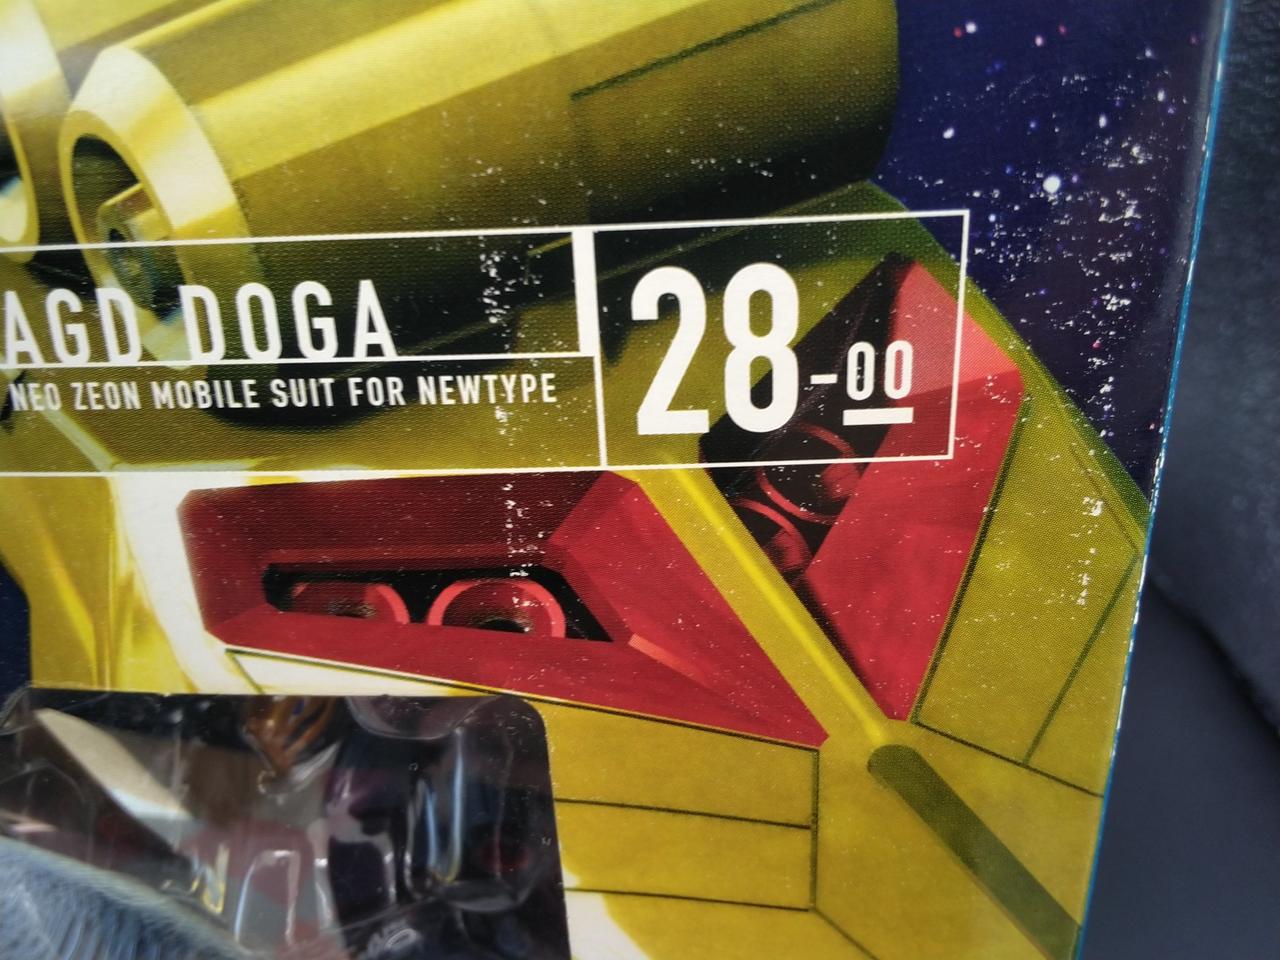 AGD DOGA
NEO ZEON MOBILE SUIT FOR NEWTYPE
28-00